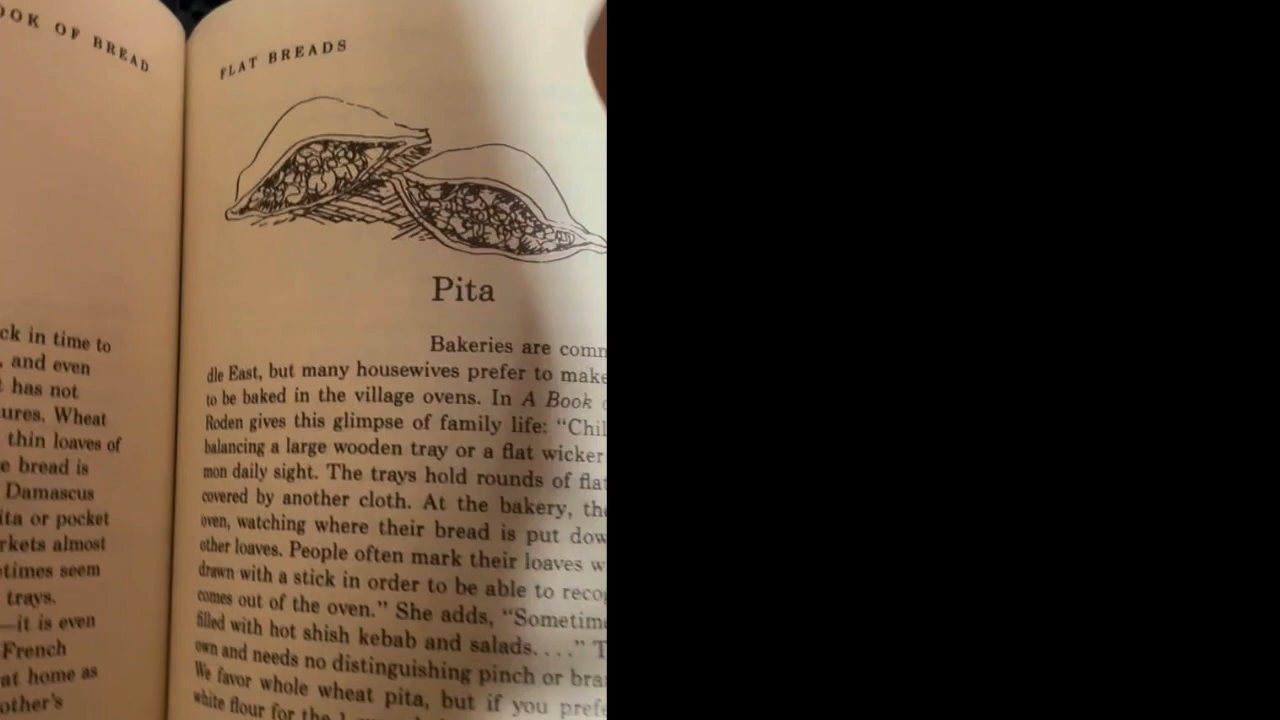 OOK OF BREAD
ck in time to
, and even
t has not
ures. Wheat
thin loaves of
e bread is
Damascus
ita or pocket
rkets almost
times seem
trays.
—it is even
French
at home as
other's
FLAT BREADS
Pita
Bakeries are comm
dle East, but many housewives prefer to make
to be baked in the village ovens. In A Book
Roden gives this glimpse of family life: “Chil
balancing a large wooden tray or a flat wicker
mon daily sight. The trays hold rounds of flat
covered by another cloth. At the bakery, the
oven, watching where their bread is put dow
other loaves. People often mark their loaves w
drawn with a stick in order to be able to reco
comes out of the oven.” She adds, “Sometime
filled with hot shish kebab and salads. . . .” T
own and needs no distinguishing pinch or bra
We favor whole wheat pita, but if you prefe
white flour for the